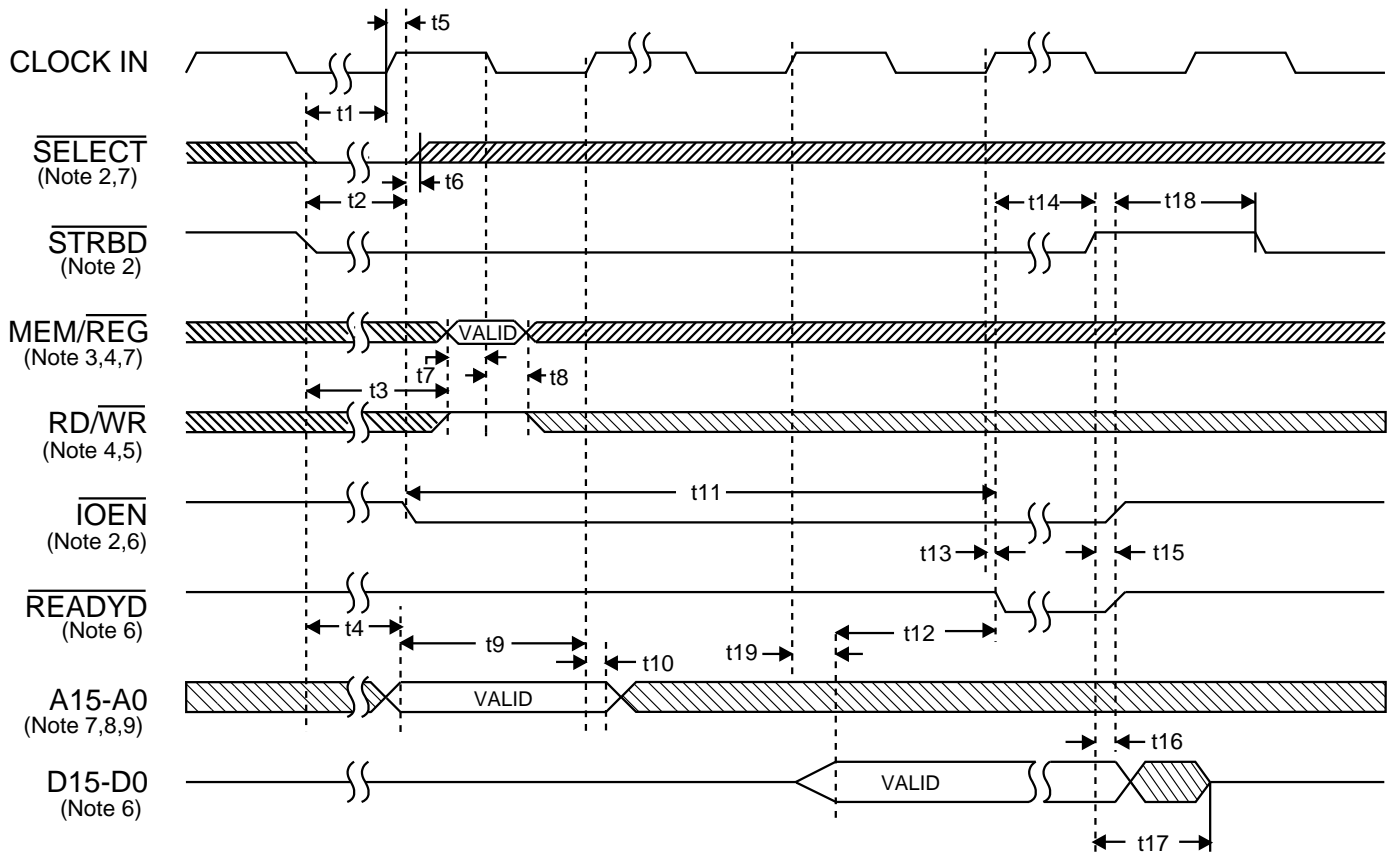 t5
CLOCK IN
t1
SELECT
(Note 2,7)
t6
t2
t14
t18
STRBD
(Note 2)
MEM/REG
VALID
(Note 3,4,7)
t7
t8
t3
RD/WR
(Note 4,5)
t11
IOEN
(Note 2,6)
t13
t15
READYD
(Note 6)
t4
t9
t12
t10
t19
A15-A0
VALID
(Note 7,8,9)
t16
D15-D0
VALID
(Note 6)
t17